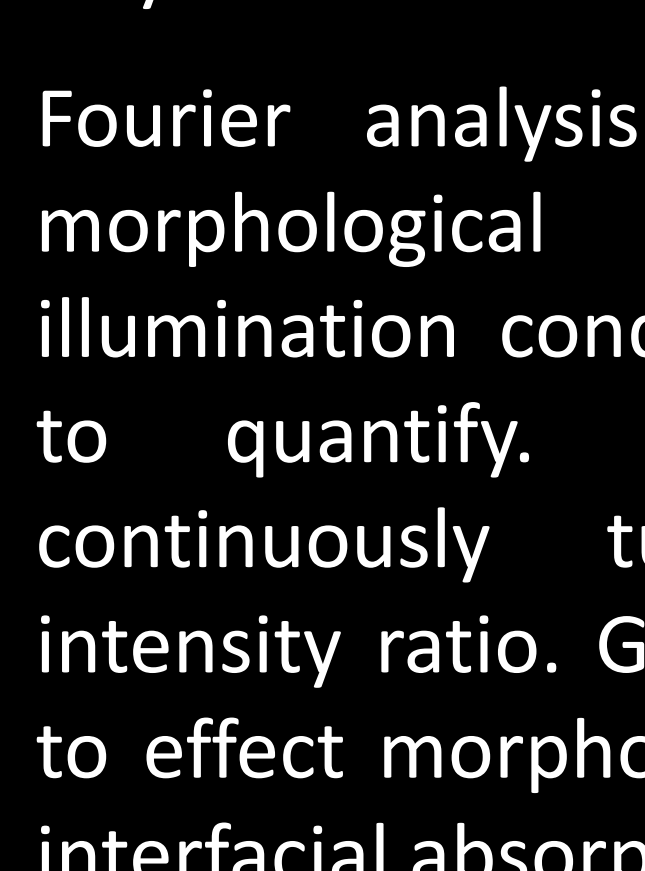 Fourier analysis
morphological
illumination
to quantify.
continuously
intensity ratio.
to effect
interfacial